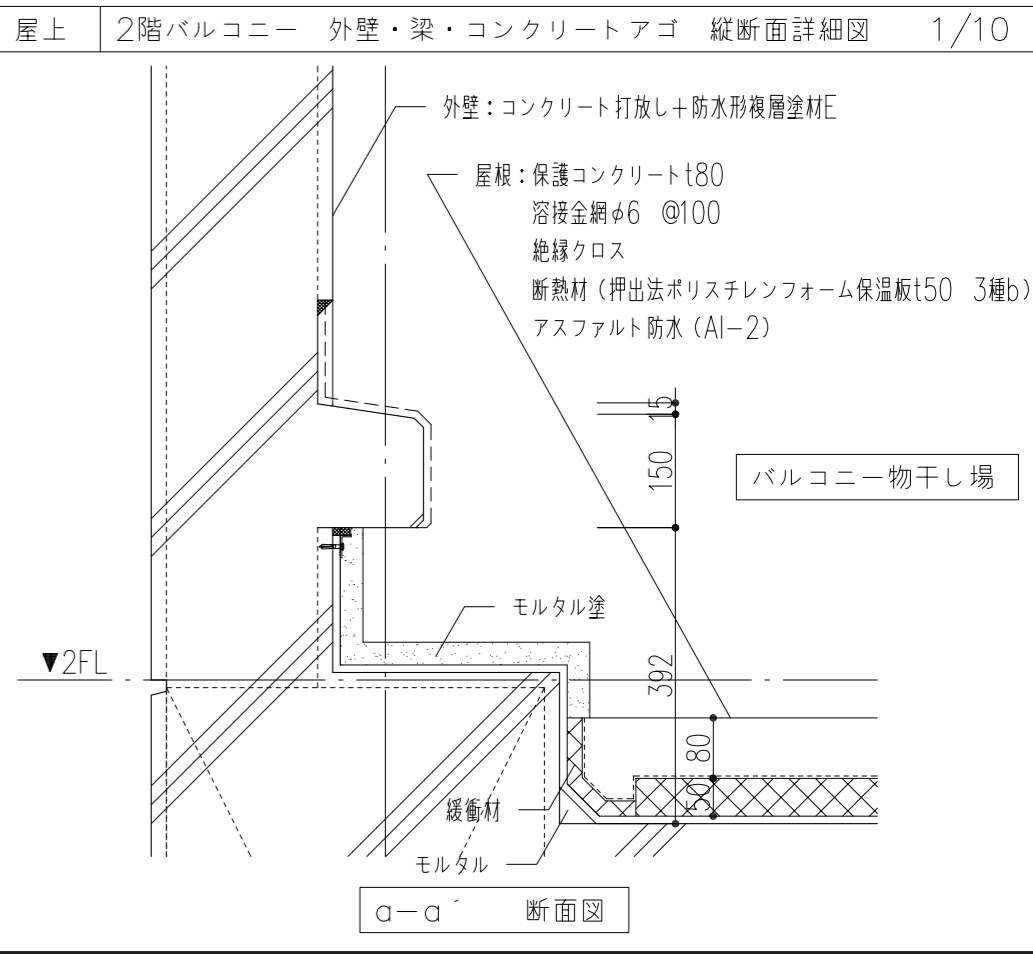 屋上 2階バルコニー 外壁・梁・コンクリートアゴ 縦断面詳細図 1/10
外壁：コンクリート打放し＋防水形複層塗材E
屋根：保護コンクリートt80
溶接金網φ6 @100
絶縁クロス
断熱材（押出法ポリスチレンフォーム保温板t50 3種b）
アスファルト防水（AI－2）
15
150
バルコニー物干し場
モルタル塗
▼2FL
392
80
50
緩衝材
モルタル
a－a´ 断面図